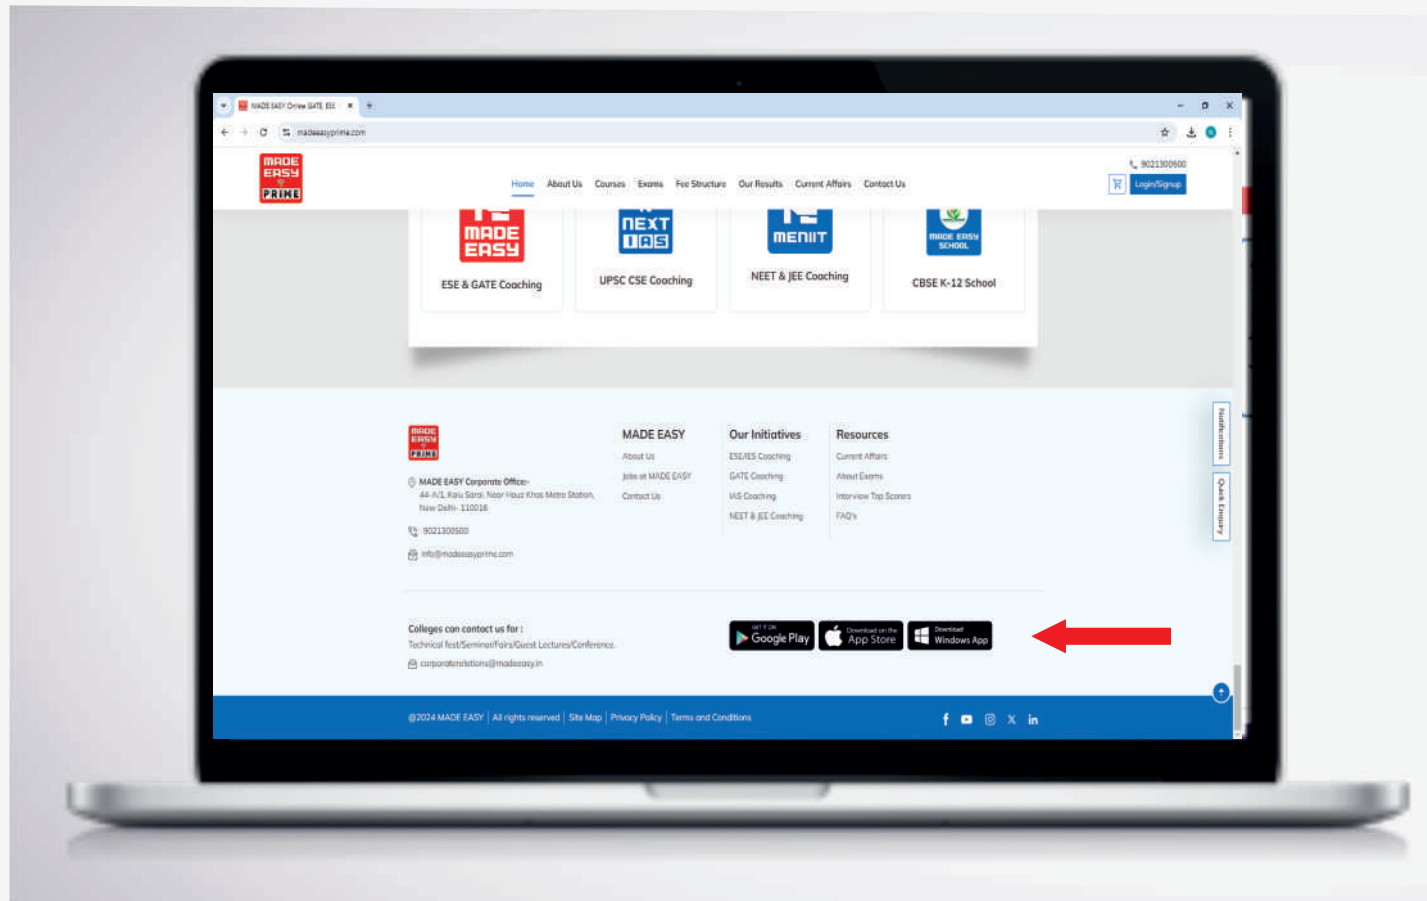 MADE EASY Online GATE, ESE
madeeasyprime.com
MADE
EASY
PRIME
Home About Us Courses Exams Fee Structure Our Results Current Affairs Contact Us
9021300500
Login/Signup
MADE
EASY
ESE & GATE Coaching
NEXT
IAS
UPSC CSE Coaching
MENIIT
NEET & JEE Coaching
MADE EASY
SCHOOL
CBSE K-12 School
Notifications
Quick Enquiry
MADE
EASY
PRIME
MADE EASY Corporate Office:-
44-A/1, Kalu Sarai, Near Hauz Khas Metro Station,
New Delhi- 110016
9021300500
info@madeeasyprime.com
MADE EASY
About Us
Jobs at MADE EASY
Contact Us
Our Initiatives
ESE/IES Coaching
GATE Coaching
IAS Coaching
NEET & JEE Coaching
Resources
Current Affairs
About Exams
Interview Top Scorers
FAQ's
Colleges can contact us for :
Technical fest/Seminar/Fairs/Guest Lectures/Conference.
corporaterelations@madeeasy.in
GET IT ON
Google Play
Download on the
App Store
Download
Windows App
@2024 MADE EASY | All rights reserved | Site Map | Privacy Policy | Terms and Conditions